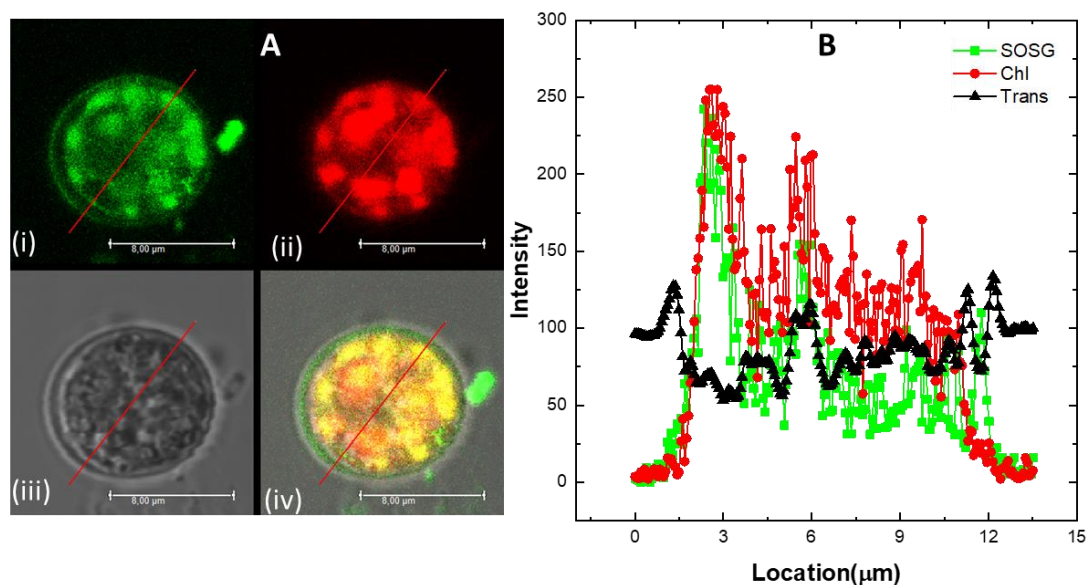 A
B
(i)
8,00 µm
(ii)
8,00 µm
(iii)
8,00 µm
(iv)
8,00 µm
Intensity
300
250
200
150
100
50
0
SOSG
Chl
Trans
0
3
6
9
12
15
Location(µm)